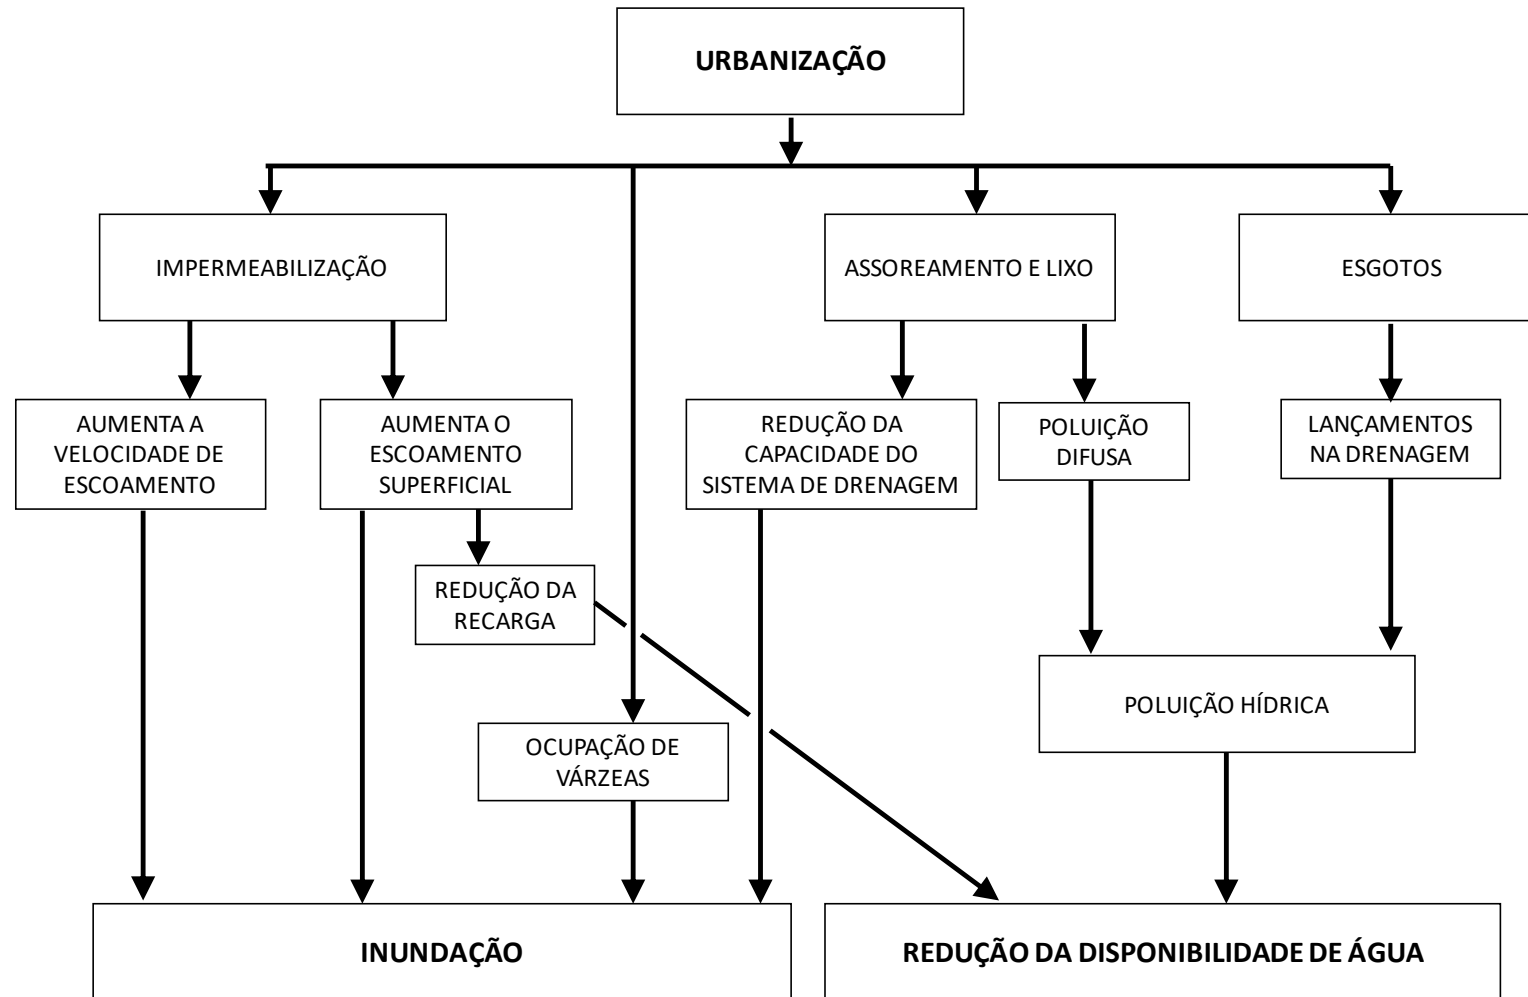 URBANIZAÇÃO
IMPERMEABILIZAÇÃO
ASSOREAMENTO E LIXO
ESGOTOS
AUMENTA A
VELOCIDADE DE
ESCOAMENTO
AUMENTA O
ESCOAMENTO
SUPERFICIAL
REDUÇÃO DA
CAPACIDADE DO
SISTEMA DE DRENAGEM
POLUIÇÃO
DIFUSA
LANÇAMENTOS
NA DRENAGEM
REDUÇÃO DA
RECARGA
POLUIÇÃO HÍDRICA
OCUPAÇÃO DE
VÁRZEAS
INUNDAÇÃO
REDUÇÃO DA DISPONIBILIDADE DE ÁGUA